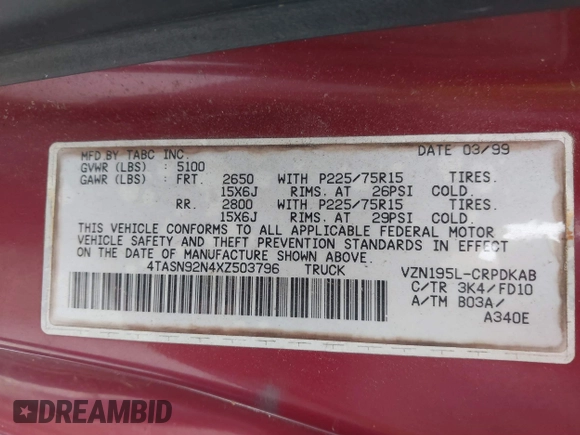 MFD BY TABC INC. DATE 03/99
GVWR (LBS) : 5100
GAWR (LBS) : FRT. 2650 WITH P225/75R15 TIRES.
15X6J RIMS. AT 26PSI COLD.
RR. 2800 WITH P225/75R15 TIRES.
15X6J RIMS. AT 29PSI COLD.
THIS VEHICLE CONFORMS TO ALL APPLICABLE FEDERAL MOTOR
VEHICLE SAFETY AND THEFT PREVENTION STANDARDS IN EFFECT
ON THE DATE OF MANUFACTURE SHOWN ABOVE.
4TASN92N4XZ503796 TRUCK VZN195L-CRPDKAB
C/TR 3K4/FD10
A/TM B03A/
A340E
DREAMBID